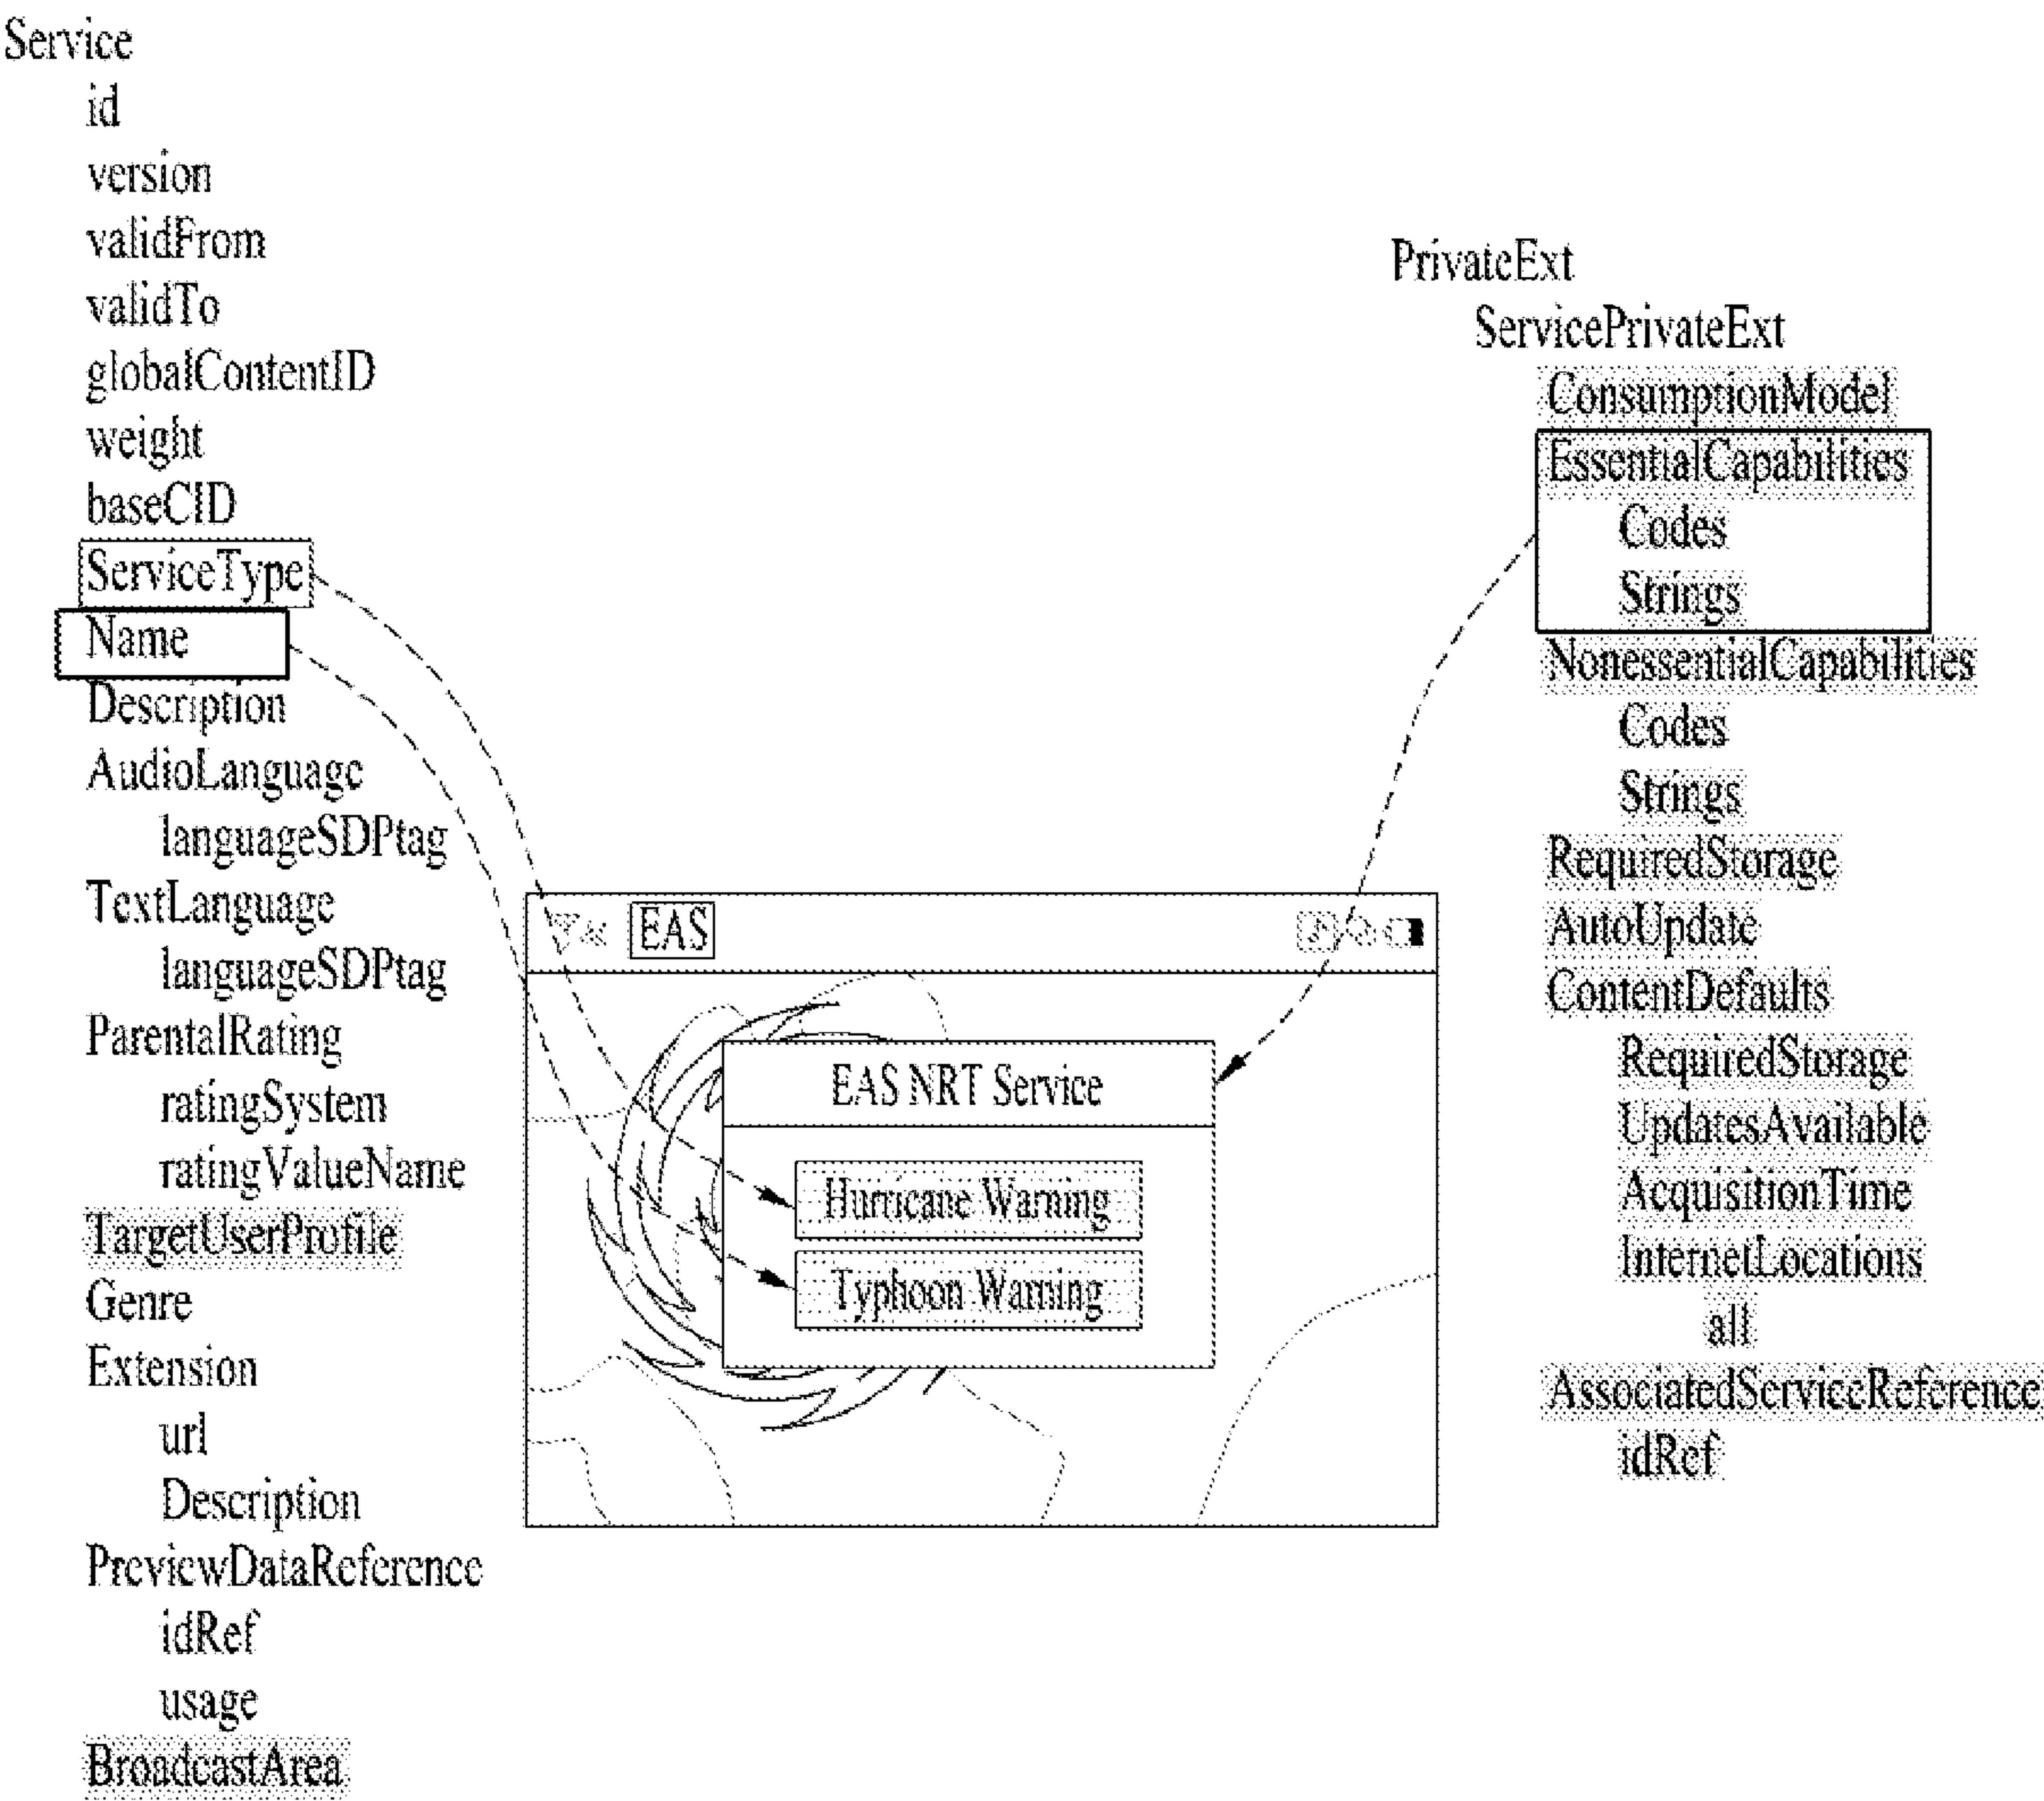 Service
id
version
validFrom
validTo
globalContentID
weight
baseCID
ServiceType
Name
Description
AudioLanguage
languageSDPtag
TextLanguage
languageSDPtag
ParentalRating
ratingSystem
ratingValueName
TargetUserProfile
Genre
Extension
url
Description
PreviewDataReference
idRef
usage
BroadcastArea
EAS
EAS NRT Service
Hurricane Warning
Typhoon Warning
PrivateExt
ServicePrivateExt
ConsumptionModel
EssentialCapabilities
Codes
Strings
NonessentialCapabilities
Codes
Strings
RequiredStorage
AutoUpdate
ContentDefaults
RequiredStorage
UpdatesAvailable
AcquisitionTime
InternetLocations
all
AssociatedServiceReference
idRef